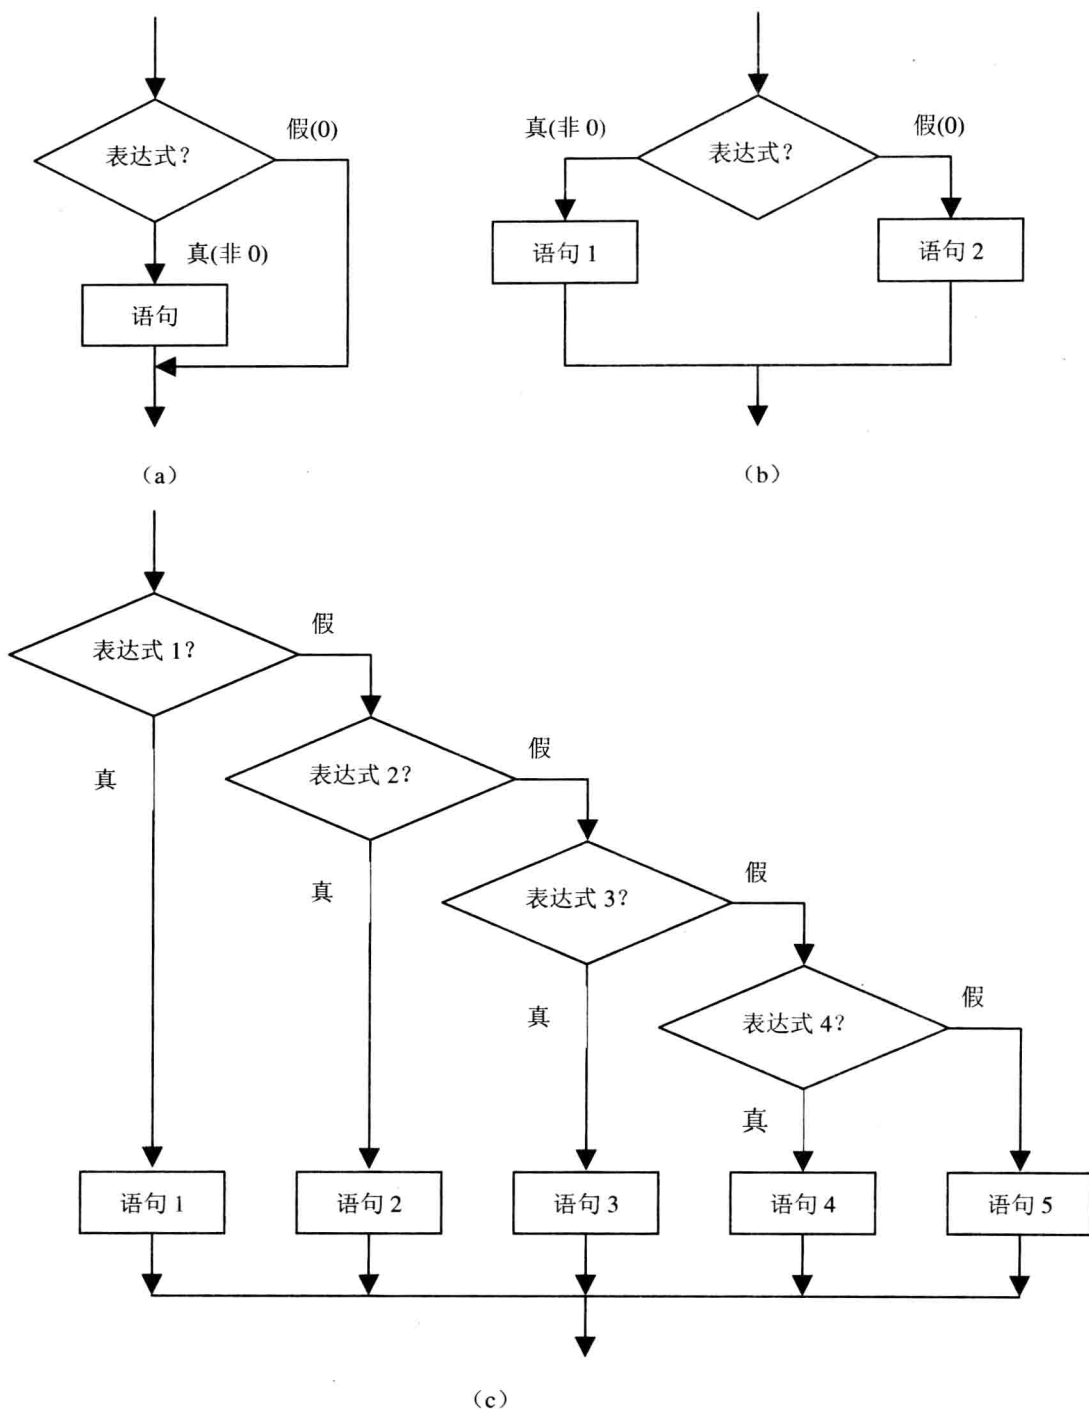 假(0)
表达式？
真(非 0)
语句
（a）
真(非 0)
假(0)
表达式？
语句 1
语句 2
（b）
假
表达式 1？
真
假
表达式 2？
真
假
表达式 3？
真
假
表达式 4？
真
语句 1
语句 2
语句 3
语句 4
语句 5
（c）